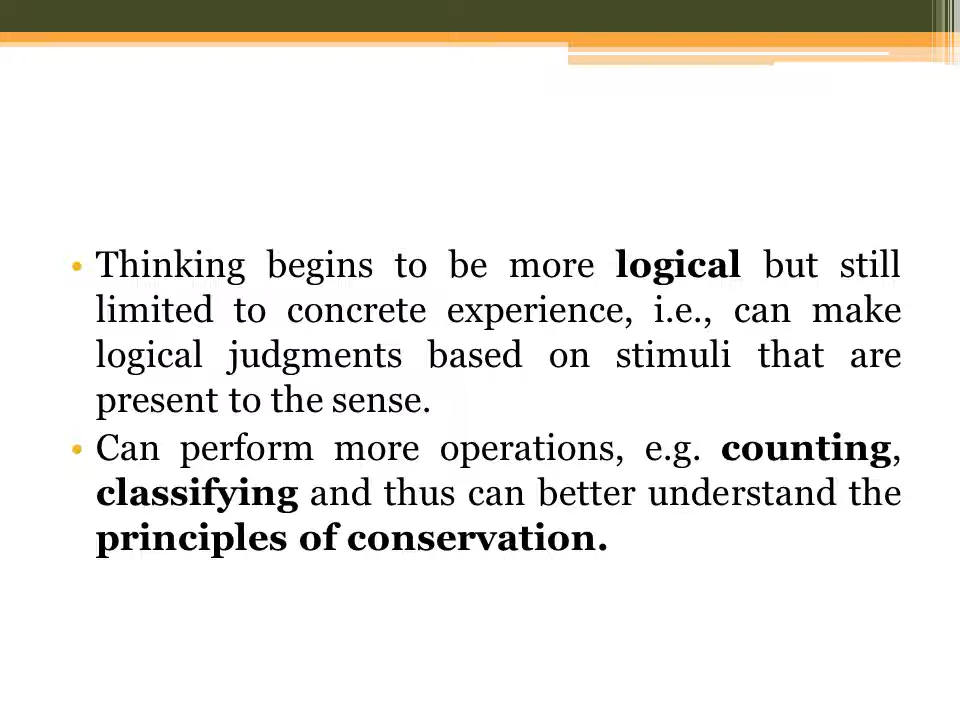 • Thinking begins to be more logical but still
limited to concrete experience, i.e., can make
logical judgments based on stimuli that are
present to the sense.
• Can perform more operations, e.g. counting,
classifying and thus can better understand the
principles of conservation.